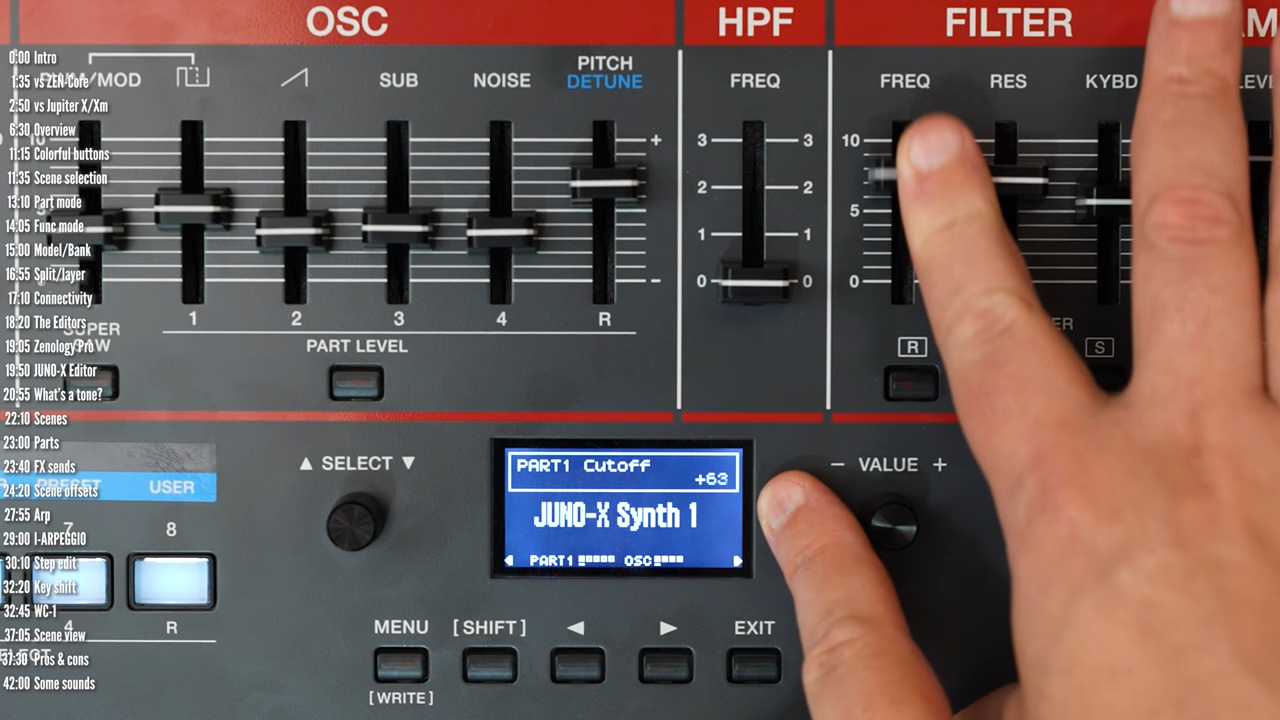 OSC
HPF
FILTER
0:00 Intro
1:35 vs ZEN-Core
2:50 vs Jupiter X/Xm
6:30 Overview
11:15 Colorful buttons
11:35 Scene selection
13:10 Part mode
14:05 Func mode
15:00 Model/Bank
16:55 Split/layer
17:10 Connectivity
18:20 The Editors
19:05 Zenology Pro
19:50 JUNO-X Editor
20:55 What's a tone?
22:10 Scenes
23:00 Parts
23:40 FX sends
24:20 Scene offsets
27:55 Arp
29:00 I-ARPEGGIO
30:10 Step edit
32:20 Key shift
32:45 WC-1
37:05 Scene view
37:30 Pros & cons
42:00 Some sounds
/MOD
SUB
NOISE
PITCH
DETUNE
FREQ
FREQ
RES
KYBD
+
-
3 3
2 2
1 1
0 0
10
5
0
1 2 3 4 R
SUPER
PART LEVEL
R
S
▲ SELECT ▼
PART1 Cutoff
+63
JUNO-X Synth 1
PART1 OSC
- VALUE +
PRESET
USER
7 8
4 R
MENU
[SHIFT]
◀
▶
EXIT
[WRITE]